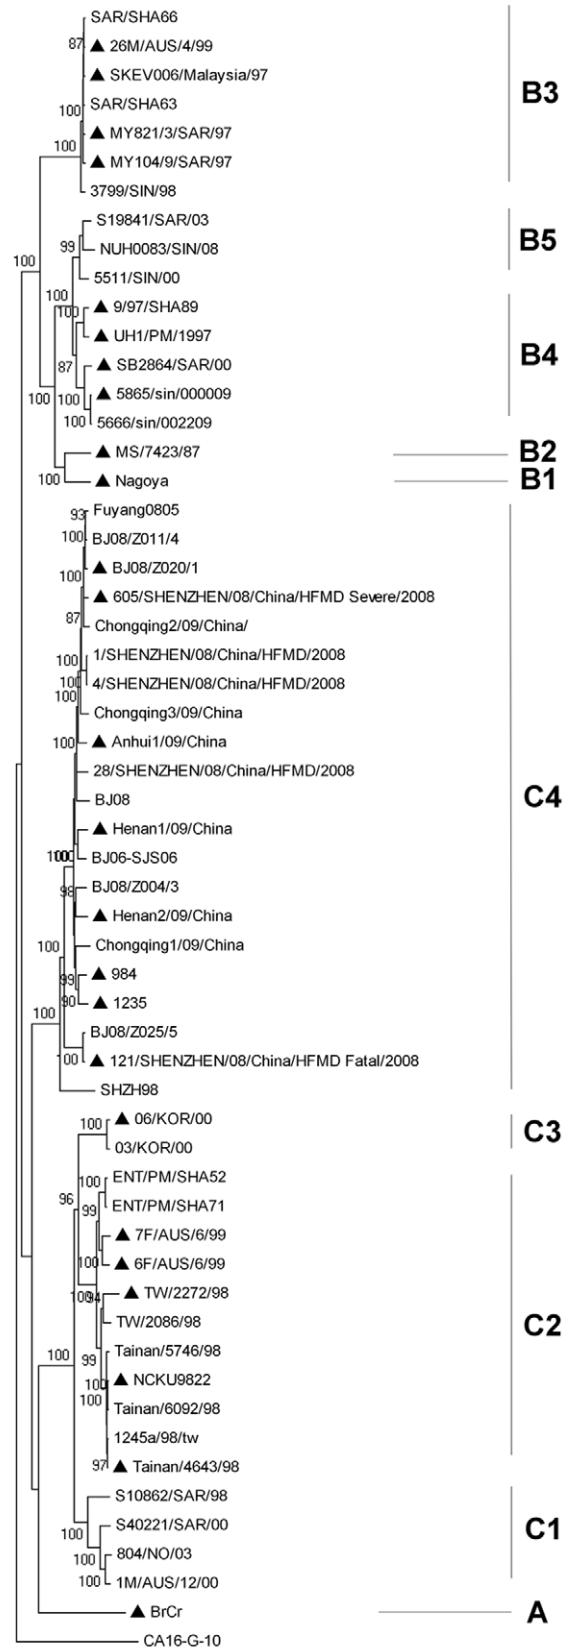 SAR/SHA66
87
▲ 26M/AUS/4/99
▲ SKEV006/Malaysia/97
B3
SAR/SHA63
100
▲ MY821/3/SAR/97
100
▲ MY104/9/SAR/97
3799/SIN/98
S19841/SAR/03
99
NUH0083/SIN/08
B5
100
5511/SIN/00
100
▲ 9/97/SHA89
100
▲ UH1/PM/1997
B4
87
▲ SB2864/SAR/00
100
100
▲ 5865/sin/000009
100
5666/sin/002209
▲ MS/7423/87
B2
100
▲ Nagoya
B1
93
Fuyang0805
100
BJ08/Z011/4
100
▲ BJ08/Z020/1
▲ 605/SHENZHEN/08/China/HFMD Severe/2008
87
Chongqing2/09/China/
100
1/SHENZHEN/08/China/HFMD/2008
100
4/SHENZHEN/08/China/HFMD/2008
100
Chongqing3/09/China
100
▲ Anhui1/09/China
28/SHENZHEN/08/China/HFMD/2008
BJ08
C4
▲ Henan1/09/China
100
BJ06-SJS06
98
BJ08/Z004/3
▲ Henan2/09/China
100
Chongqing1/09/China
99
▲ 984
90
▲ 1235
100
BJ08/Z025/5
100
▲ 121/SHENZHEN/08/China/HFMD Fatal/2008
SHZH98
100
▲ 06/KOR/00
C3
03/KOR/00
100
ENT/PM/SHA52
96
99
ENT/PM/SHA71
▲ 7F/AUS/6/99
100
▲ 6F/AUS/6/99
100
94
▲ TW/2272/98
TW/2086/98
C2
100
99
Tainan/5746/98
100
▲ NCKU9822
100
Tainan/6092/98
1245a/98/tw
97
▲ Tainan/4643/98
S10862/SAR/98
100
S40221/SAR/00
C1
100
804/NO/03
100
1M/AUS/12/00
▲ BrCr
A
CA16-G-10